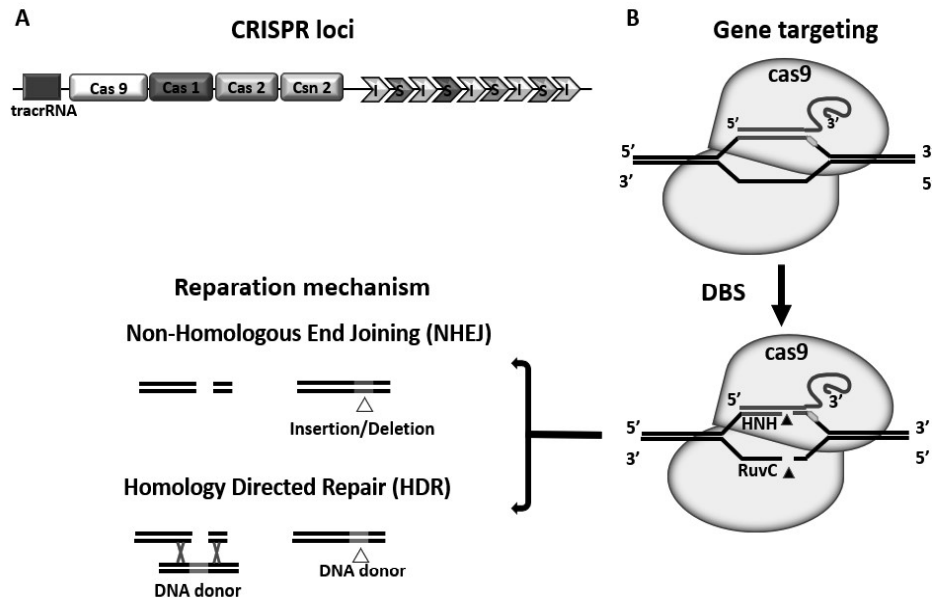 A
CRISPR loci
tracrRNA
Cas 9
Cas 1
Cas 2
Csn 2
I S I S I S I S I
B
Gene targeting
cas9
5’
3’
5’
3
3’
5
DBS
cas9
5’
3’
HNH
5’
3’
3’
5’
RuvC
Reparation mechanism
Non-Homologous End Joining (NHEJ)
Insertion/Deletion
Homology Directed Repair (HDR)
DNA donor
DNA donor